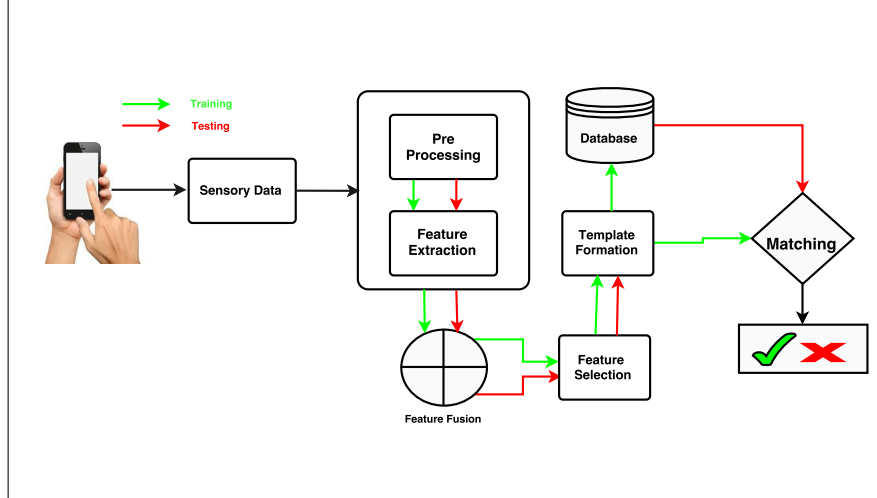 Training
Testing
Pre
Processing
Database
Sensory Data
Feature
Extraction
Template
Formation
Matching
Feature
Selection
Feature Fusion